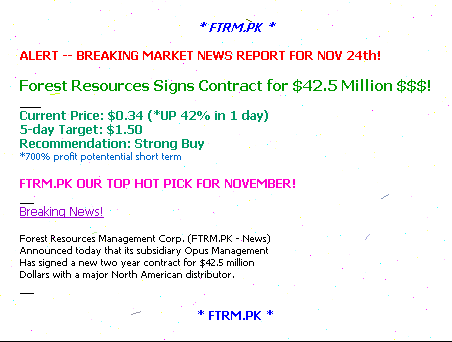 * FTRM.PK *
ALERT -- BREAKING MARKET NEWS REPORT FOR NOV 24th!
Forest Resources Signs Contract for $42.5 Million $$$!
Current Price: $0.34 (*UP 42% in 1 day)
5-day Target: $1.50
Recommendation: Strong Buy
*700% profit potentential short term
FTRM.PK OUR TOP HOT PICK FOR NOVEMBER!
Breaking News!
Forest Resources Management Corp. (FTRM.PK - News)
Announced today that its subsidiary Opus Management
Has signed a new two year contract for $42.5 million
Dollars with a major North American distributor.
* FTRM.PK *